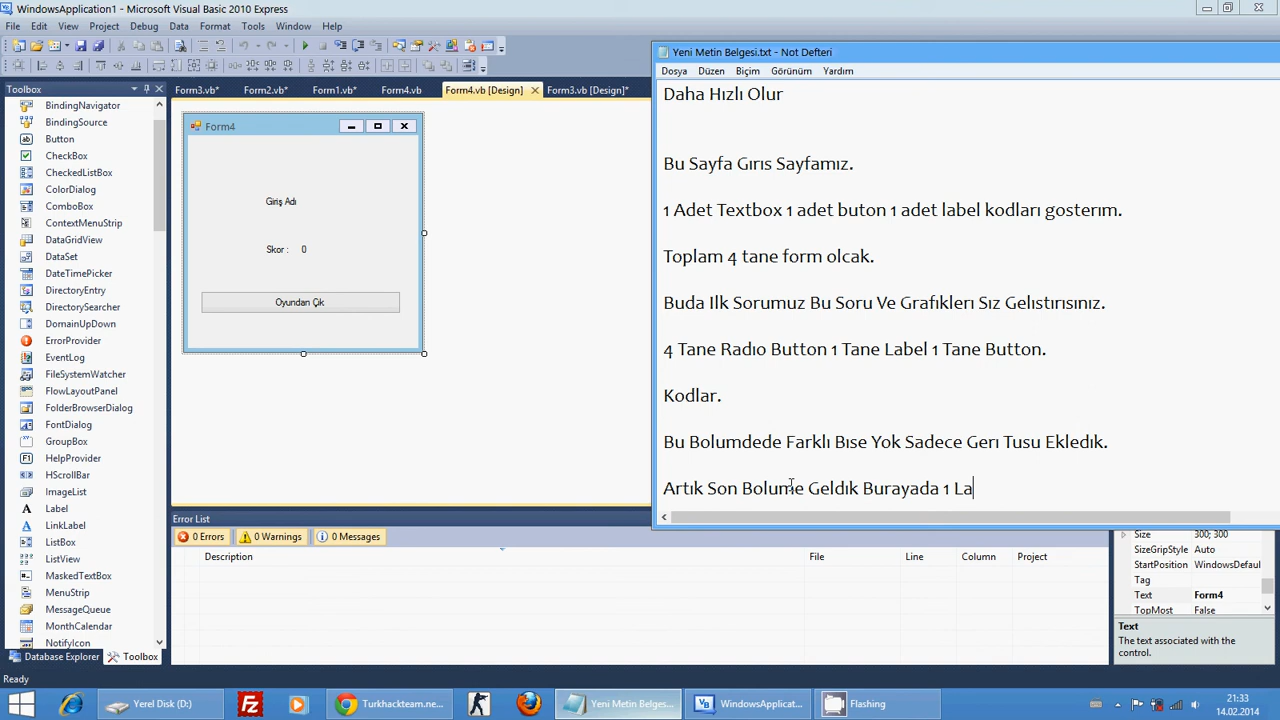 WindowsApplication1 - Microsoft Visual Basic 2010 Express
File Edit View Project Debug Data Format Tools Window Help
Toolbox
BindingNavigator
BindingSource
Button
CheckBox
CheckedListBox
ColorDialog
ComboBox
ContextMenuStrip
DataGridView
DataSet
DateTimePicker
DirectoryEntry
DirectorySearcher
DomainUpDown
ErrorProvider
EventLog
FileSystemWatcher
FlowLayoutPanel
FolderBrowserDialog
FontDialog
GroupBox
HelpProvider
HScrollBar
ImageList
Label
LinkLabel
ListBox
ListView
MaskedTextBox
MenuStrip
MessageQueue
MonthCalendar
NotifyIcon
Database Explorer Toolbox
Ready
Form3.vb* Form2.vb* Form1.vb* Form4.vb Form4.vb [Design] Form3.vb [Design]*
Form4
Giriş Adı
Skor : 0
Oyundan Çık
Yeni Metin Belgesi.txt - Not Defteri
Dosya Düzen Biçim Görünüm Yardım
Daha Hızlı Olur
Bu Sayfa Gırıs Sayfamız.
1 Adet Textbox 1 adet buton 1 adet label kodları gosterım.
Toplam 4 tane form olcak.
Buda Ilk Sorumuz Bu Soru Ve Grafıklerı Sız Gelıstırısınız.
4 Tane Radıo Button 1 Tane Label 1 Tane Button.
Kodlar.
Bu Bolumdede Farklı Bıse Yok Sadece Gerı Tusu Ekledık.
Artık Son Bolume Geldık Burayada 1 La
Error List
0 Errors 0 Warnings 0 Messages
Description File Line Column Project
Size 300; 300
SizeGripStyle Auto
StartPosition WindowsDefaul
Tag
Text Form4
TopMost False
Text
The text associated with the control.
Yerel Disk (D:) Turkhackteam.ne... Yeni Metin Belges... WindowsApplicat... Flashing
21:33
14.02.2014